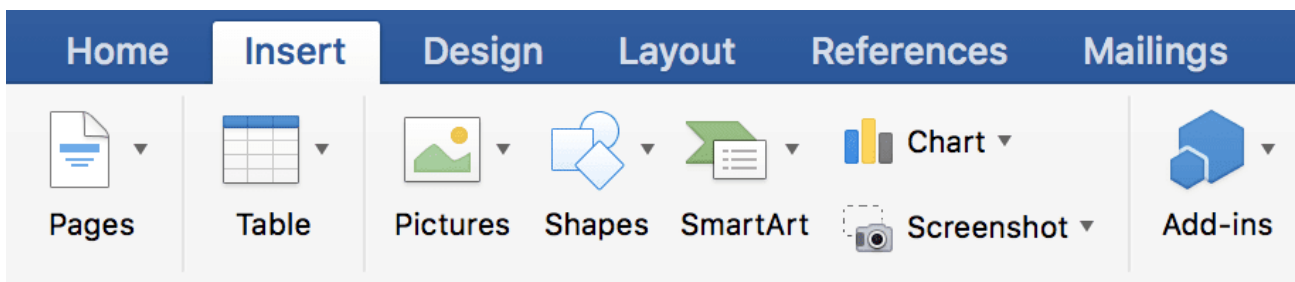 Home Insert Design Layout References Mailings
Chart
Pages Table Pictures Shapes SmartArt Screenshot Add-ins